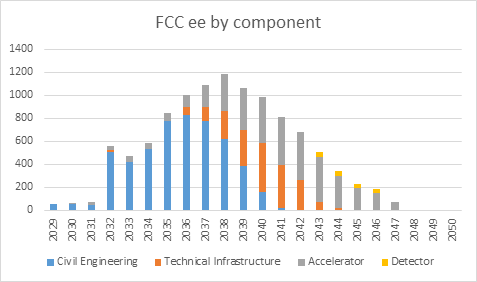 FCC ee by component
1400
1200
1000
800
600
400
200
0
2029 2030 2031 2032 2033 2034 2035 2036 2037 2038 2039 2040 2041 2042 2043 2044 2045 2046 2047 2048 2049 2050
Civil Engineering Technical Infrastructure Accelerator Detector